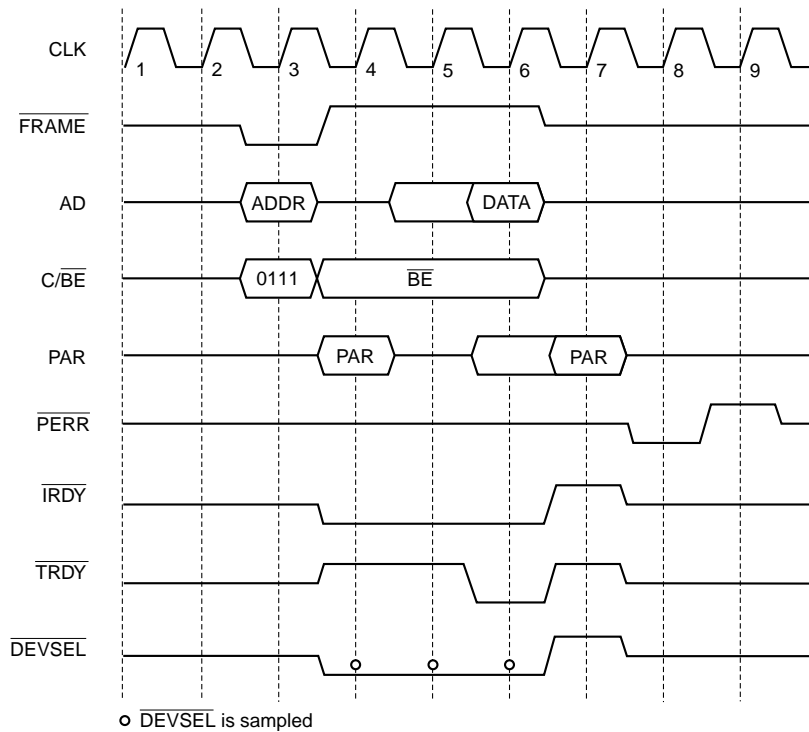 CLK
1 2 3 4 5 6 7 8 9
FRAME
AD ADDR DATA
C/BE 0111 BE
PAR PAR PAR
PERR
IRDY
TRDY
DEVSEL
DEVSEL is sampled